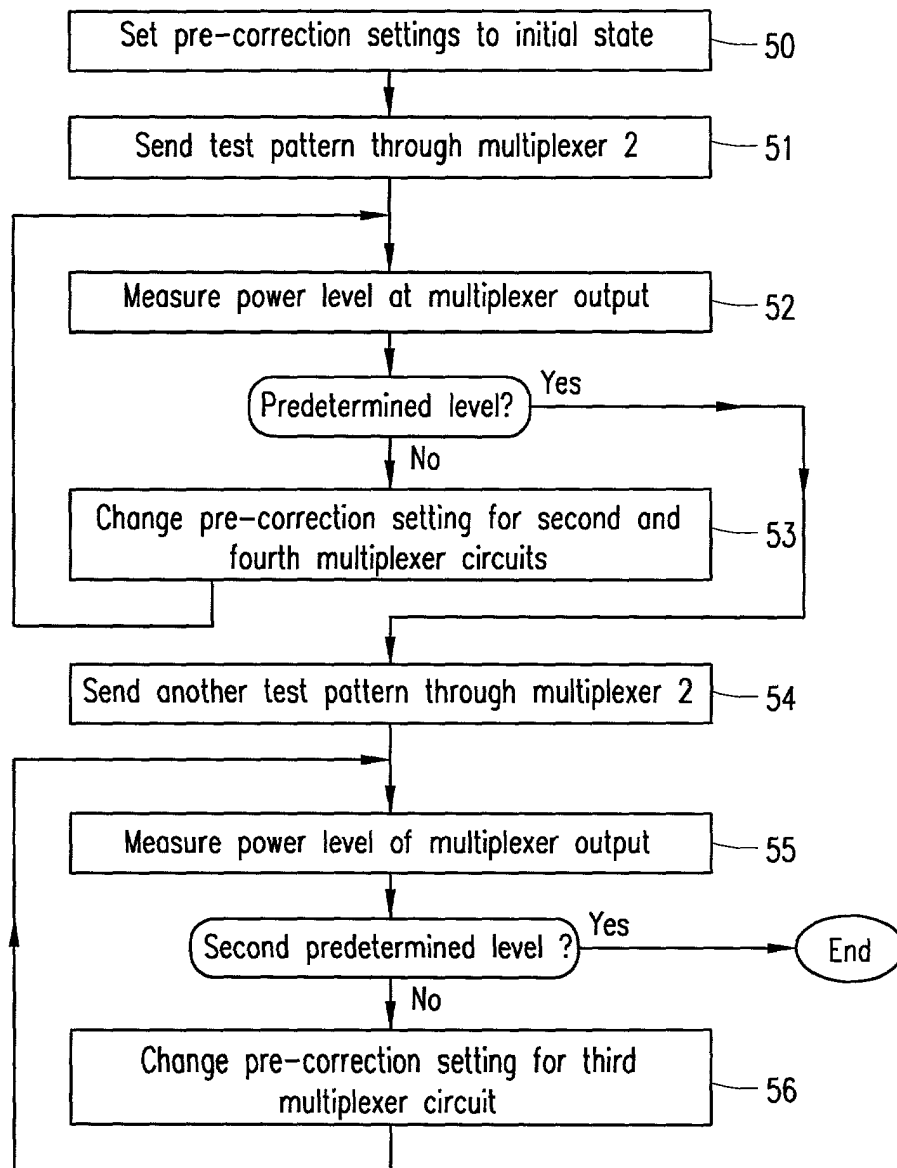 Set pre-correction settings to initial state
50
Send test pattern through multiplexer 2
51
Measure power level at multiplexer output
52
Predetermined level?
Yes
No
Change pre-correction setting for second and
fourth multiplexer circuits
53
Send another test pattern through multiplexer 2
54
Measure power level of multiplexer output
55
Second predetermined level ?
Yes
End
No
Change pre-correction setting for third
multiplexer circuit
56